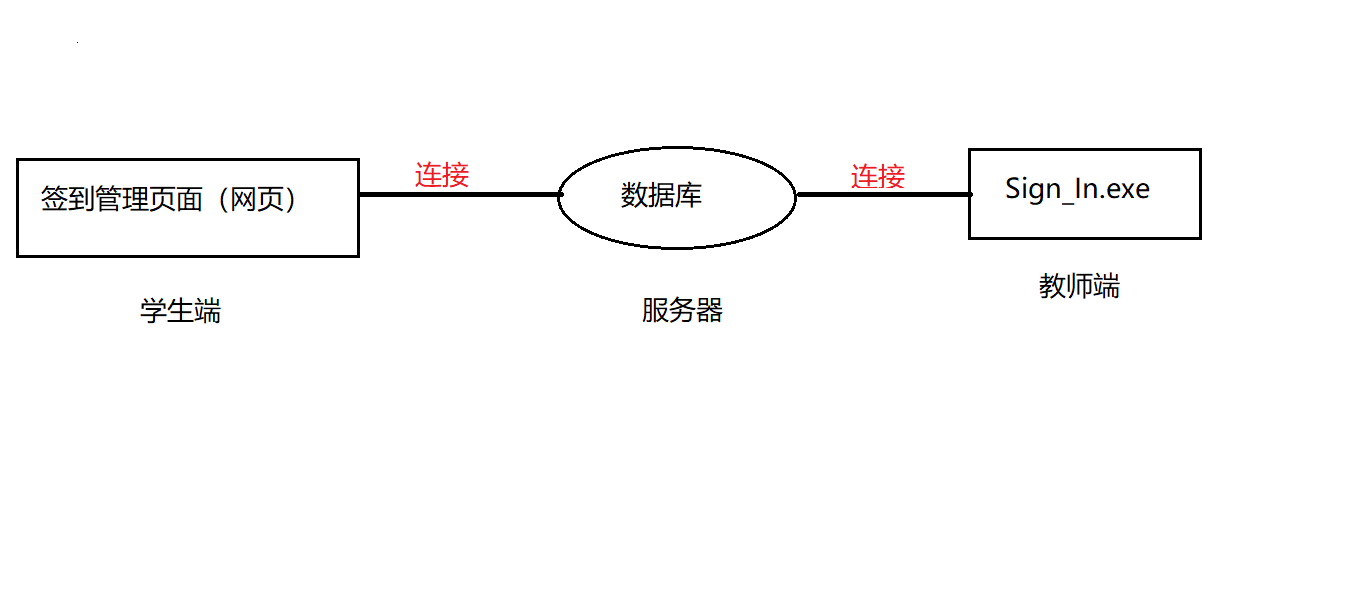 签到管理页面（网页）
连接
数据库
连接
Sign_In.exe
学生端
服务器
教师端